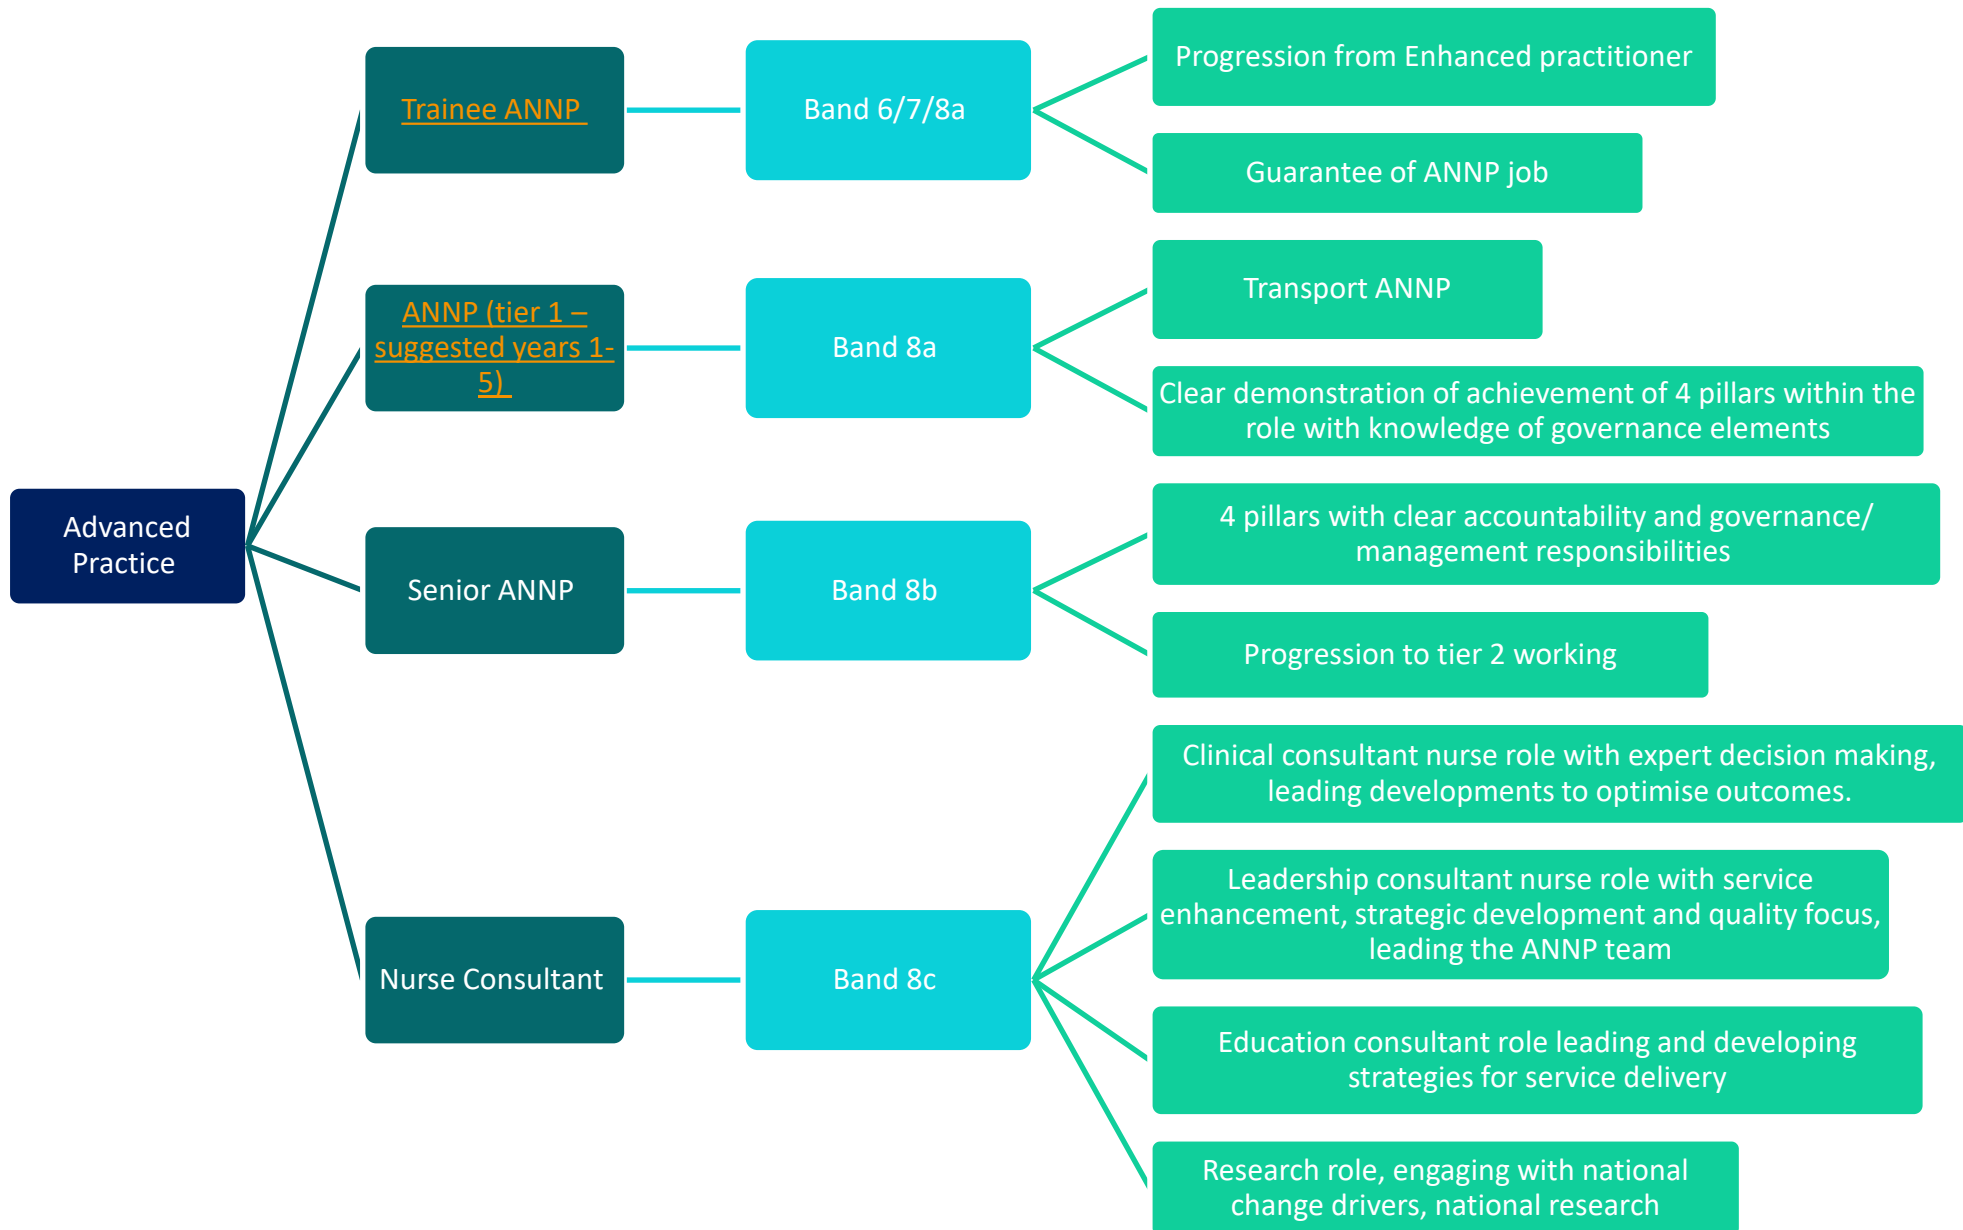 Advanced
Practice
Trainee ANNP
Band 6/7/8a
Progression from Enhanced practitioner
Guarantee of ANNP job
ANNP (tier 1 –
suggested years 1-
5)
Band 8a
Transport ANNP
Clear demonstration of achievement of 4 pillars within the
role with knowledge of governance elements
Senior ANNP
Band 8b
4 pillars with clear accountability and governance/
management responsibilities
Progression to tier 2 working
Nurse Consultant
Band 8c
Clinical consultant nurse role with expert decision making,
leading developments to optimise outcomes.
Leadership consultant nurse role with service
enhancement, strategic development and quality focus,
leading the ANNP team
Education consultant role leading and developing
strategies for service delivery
Research role, engaging with national
change drivers, national research